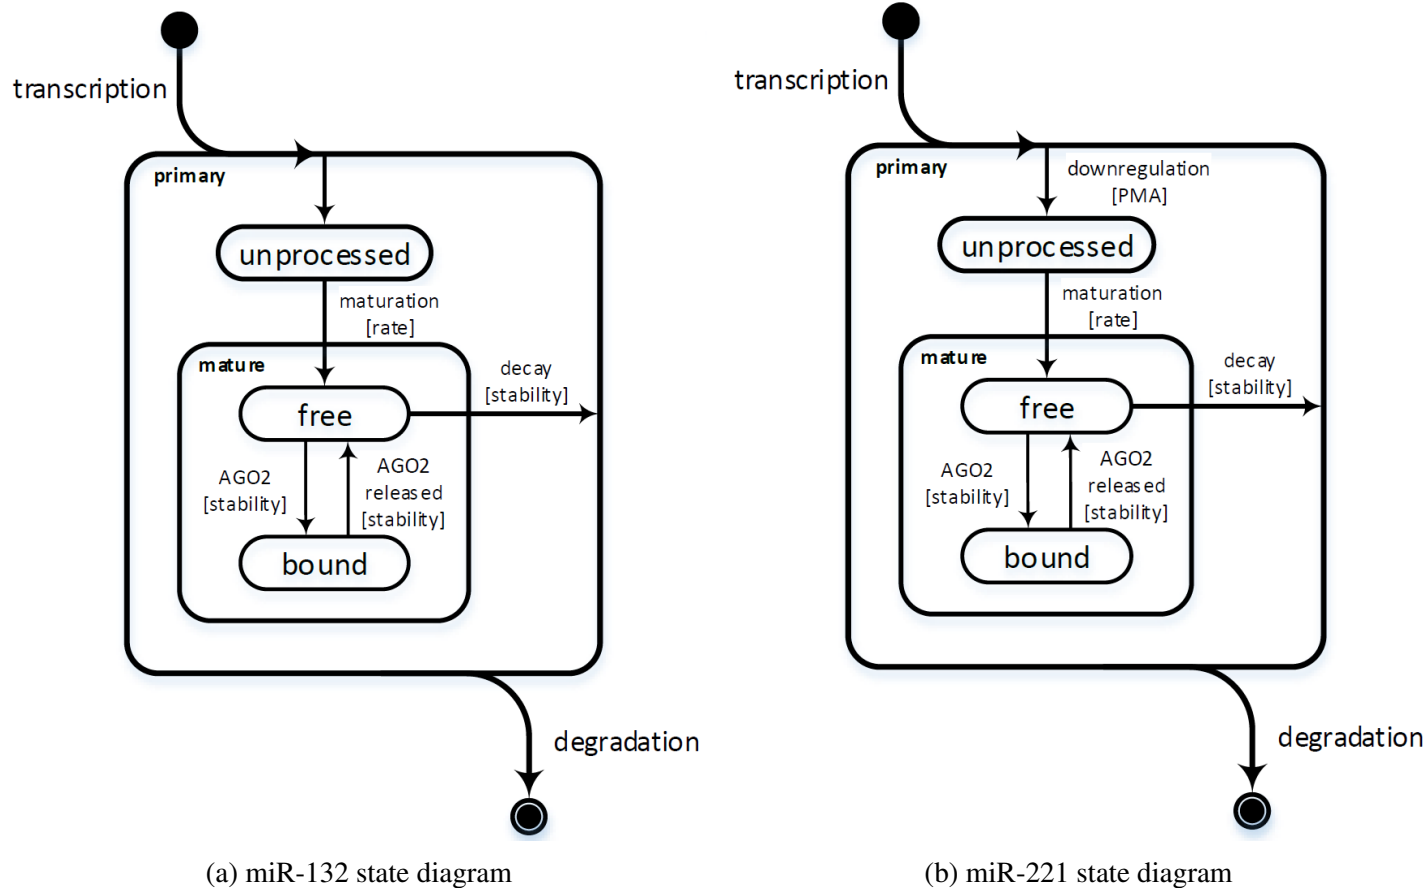 transcription
primary
unprocessed
maturation
[rate]
mature
decay
[stability]
free
AGO2
[stability]
AGO2
released
[stability]
bound
degradation
(a) miR-132 state diagram
transcription
primary
downregulation
[PMA]
unprocessed
maturation
[rate]
mature
decay
[stability]
free
AGO2
[stability]
AGO2
released
[stability]
bound
degradation
(b) miR-221 state diagram